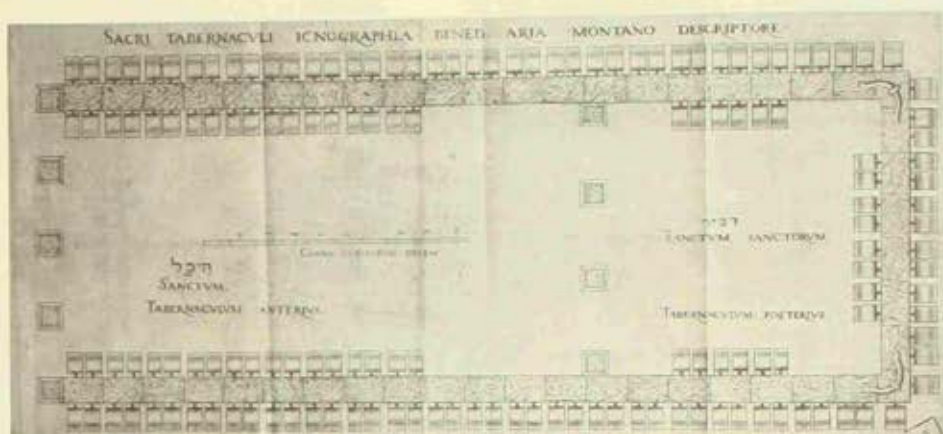 SACRI TABERNACVLI ICNOGRAPHIA BENED ARIA MONTANO DESCRIPTORE
דביר
SANCTVM SANCTORVM
היכל
SANCTVM.
TABERNACVLVM ANTERIVS.
TABERNACVLVM POSTERIVS